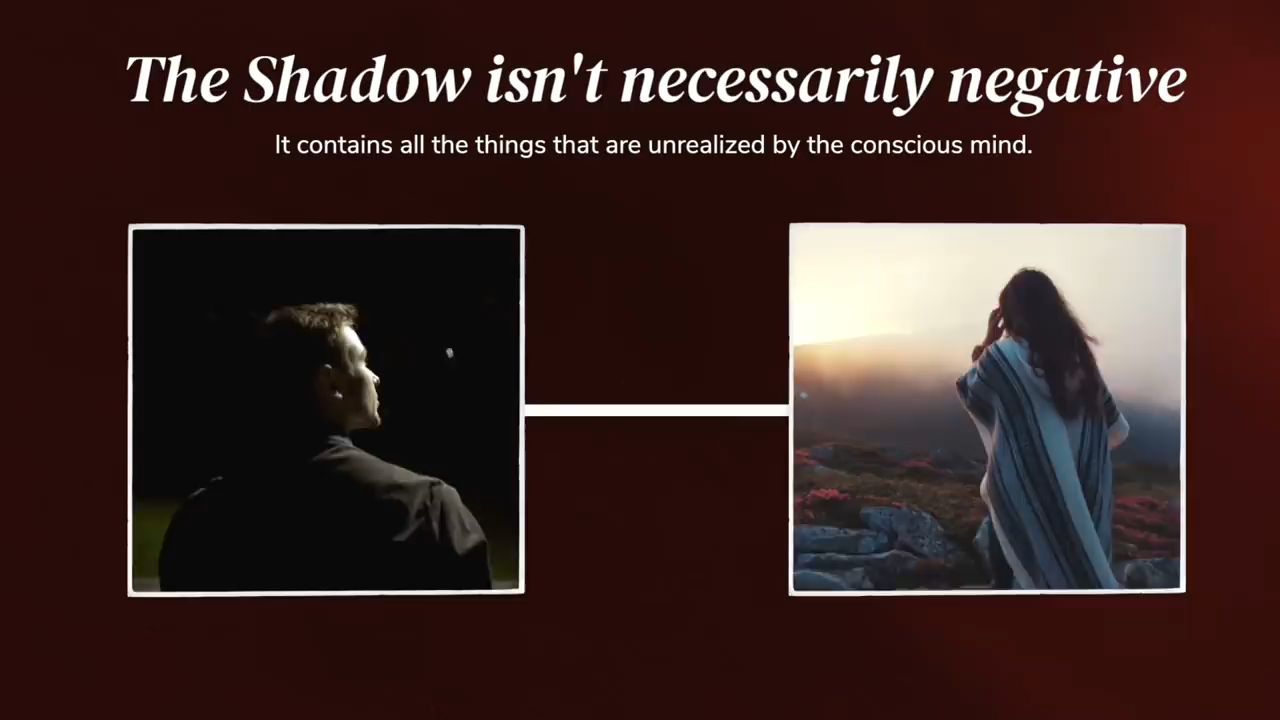 The Shadow isn't necessarily negative
It contains all the things that are unrealized by the conscious mind.